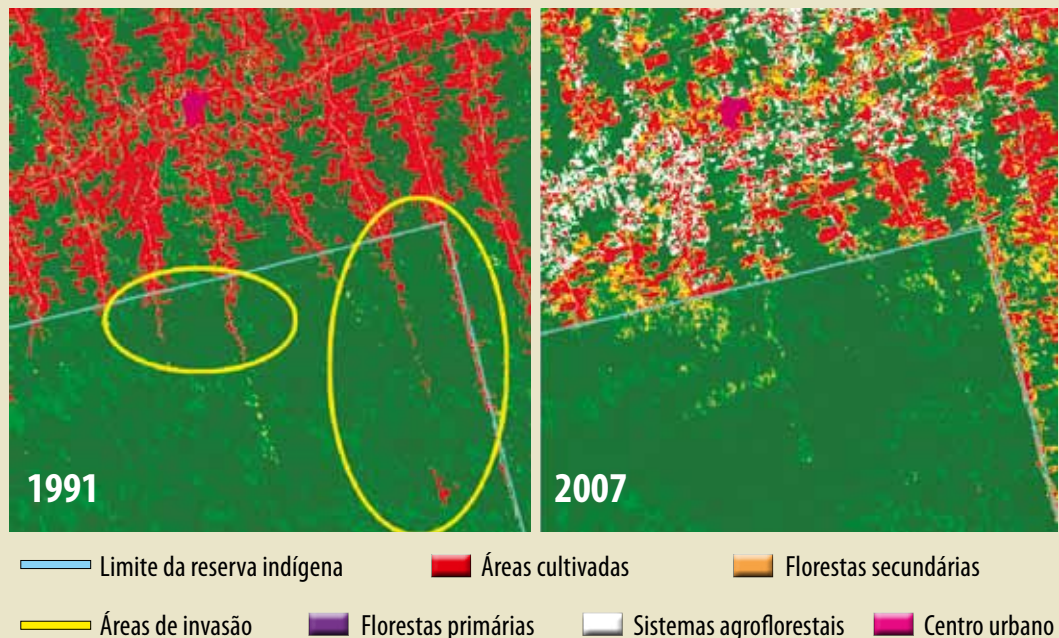 1991
2007
Limite da reserva indígena
Áreas cultivadas
Florestas secundárias
Áreas de invasão
Florestas primárias
Sistemas agroflorestais
Centro urbano